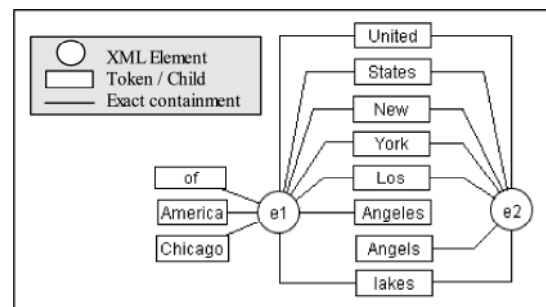 XML Element
Token / Child
Exact containment
United
States
New
York
Los
Angeles
Angels
lakes
of
America
Chicago
e1
e2